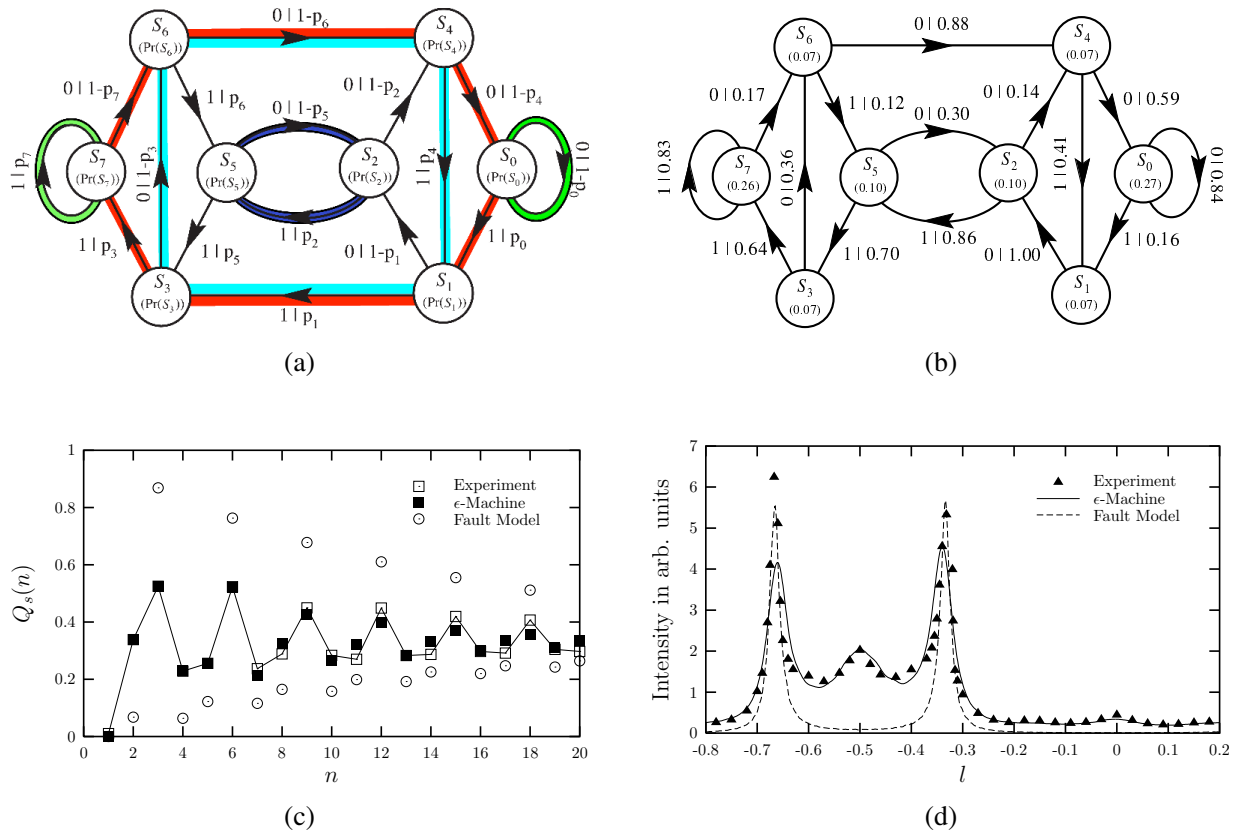 S6
(Pr(S6))
0 | 1-p6
S4
(Pr(S4))
0 | 1-p7
1 | p6
0 | 1-p5
0 | 1-p2
0 | 1-p4
1 | p7
S7
(Pr(S7))
0 | 1-p3
S5
(Pr(S5))
S2
(Pr(S2))
1 | p4
S0
(Pr(S0))
0 | 1-p0
1 | p3
1 | p5
1 | p2
0 | 1-p1
1 | p0
S3
(Pr(S3))
1 | p1
S1
(Pr(S1))
(a)
S6
(0.07)
0 | 0.88
S4
(0.07)
0 | 0.17
1 | 0.12
0 | 0.30
0 | 0.14
0 | 0.59
1 | 0.83
S7
(0.26)
0 | 0.36
S5
(0.10)
S2
(0.10)
1 | 0.41
S0
(0.27)
0 | 0.84
1 | 0.64
1 | 0.70
1 | 0.86
0 | 1.00
1 | 0.16
S3
(0.07)
S1
(0.07)
(b)
1
0.8
0.6
0.4
0.2
0
Qs(n)
Experiment
ϵ-Machine
Fault Model
0 2 4 6 8 10 12 14 16 18 20
n
(c)
7
6
5
4
3
2
1
0
Intensity in arb. units
Experiment
ϵ-Machine
Fault Model
-0.8 -0.7 -0.6 -0.5 -0.4 -0.3 -0.2 -0.1 0 0.1 0.2
l
(d)